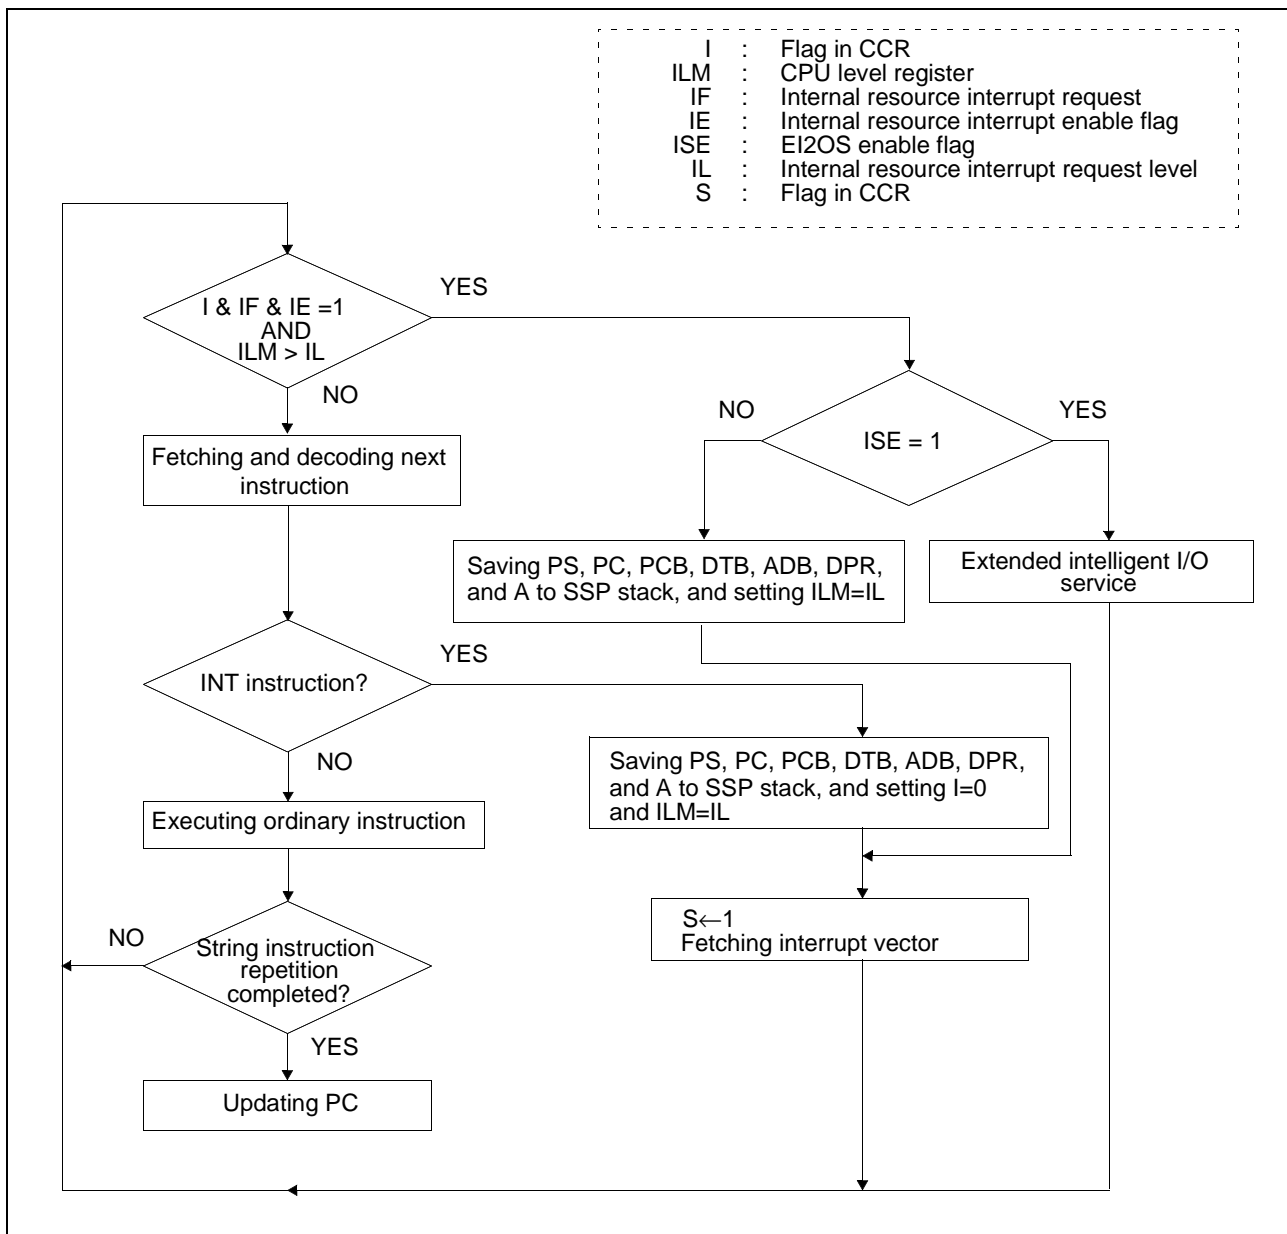 I : Flag in CCR
ILM : CPU level register
IF : Internal resource interrupt request
IE : Internal resource interrupt enable flag
ISE : EI2OS enable flag
IL : Internal resource interrupt request level
S : Flag in CCR
YES
I & IF & IE =1
AND
ILM > IL
NO
NO
YES
ISE = 1
Fetching and decoding next
instruction
Saving PS, PC, PCB, DTB, ADB, DPR,
and A to SSP stack, and setting ILM=IL
Extended intelligent I/O
service
YES
INT instruction?
NO
Saving PS, PC, PCB, DTB, ADB, DPR,
and A to SSP stack, and setting I=0
and ILM=IL
Executing ordinary instruction
S←1
Fetching interrupt vector
NO
String instruction
repetition
completed?
YES
Updating PC